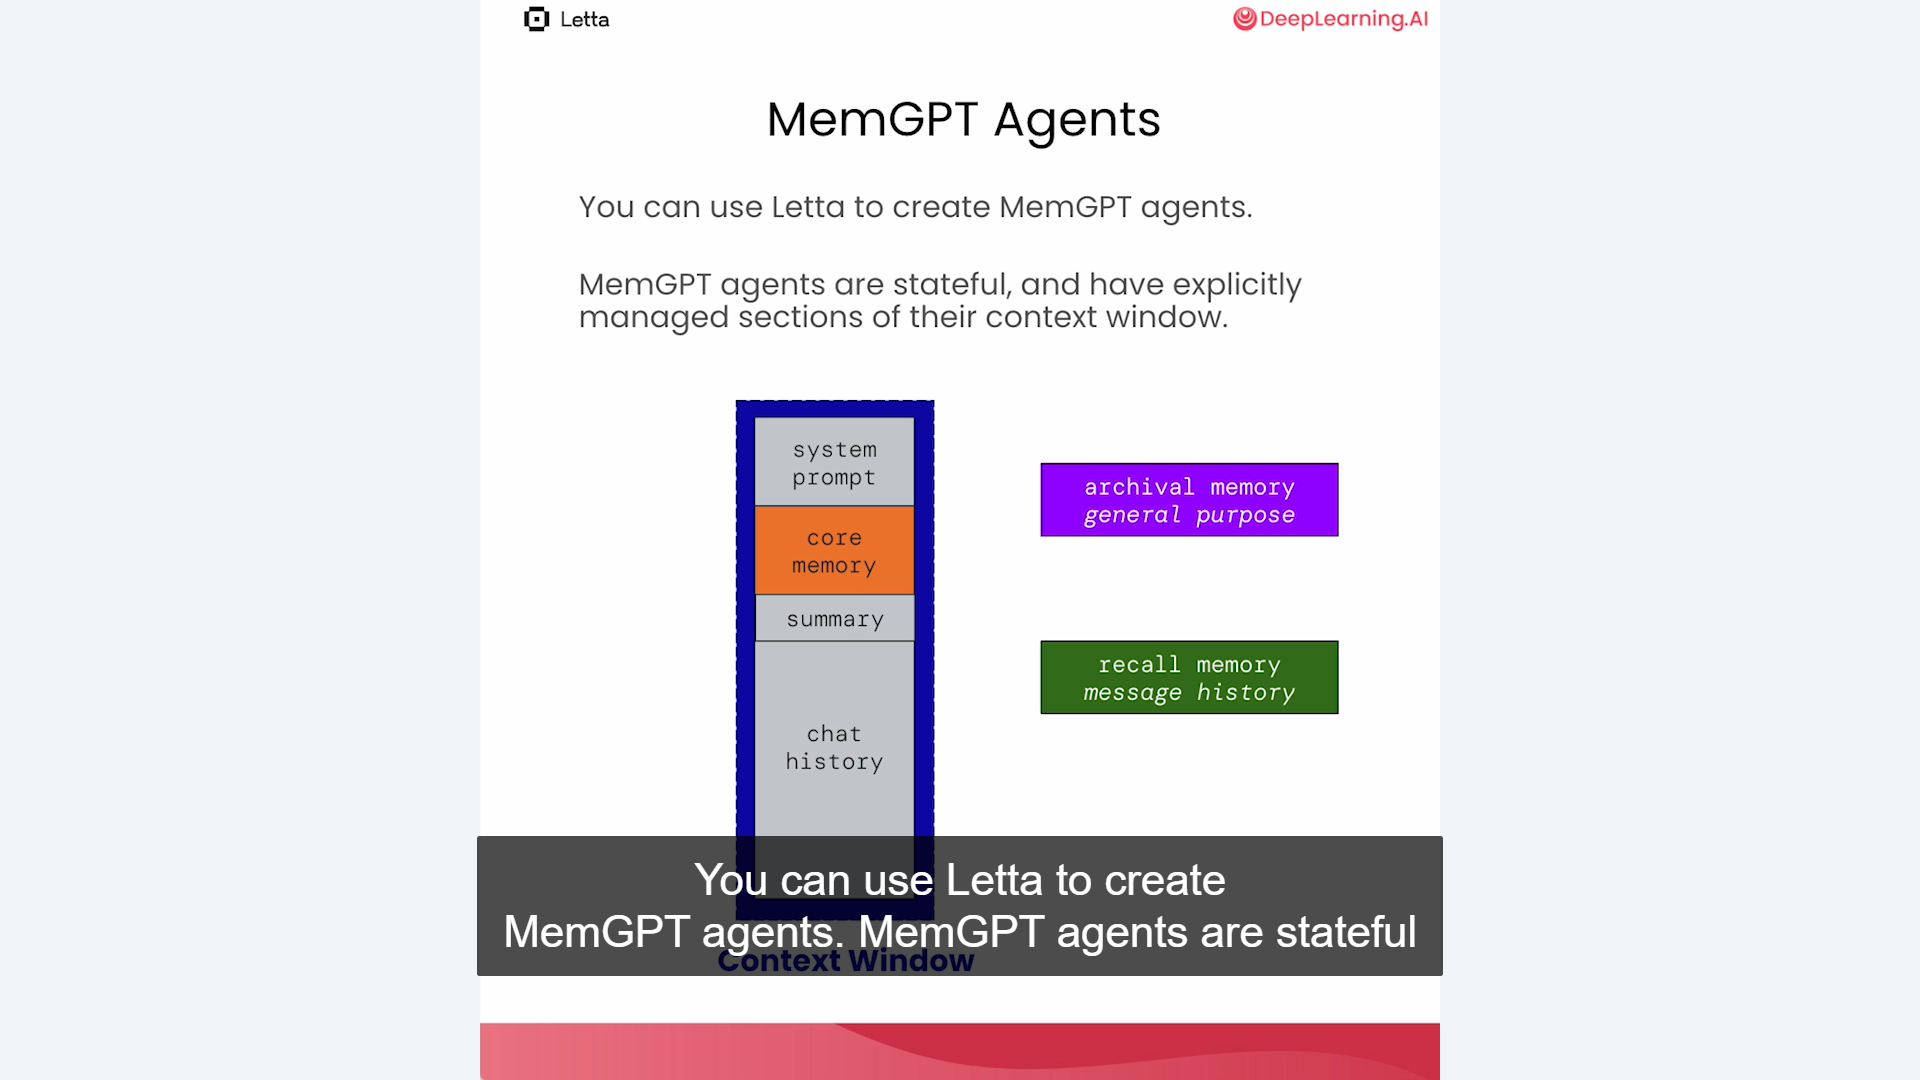 Letta
DeepLearning.AI
MemGPT Agents
You can use Letta to create MemGPT agents.
MemGPT agents are stateful, and have explicitly
managed sections of their context window.
system
prompt
core
memory
summary
chat
history
archival memory
general purpose
recall memory
message history
Context Window
You can use Letta to create
MemGPT agents. MemGPT agents are stateful